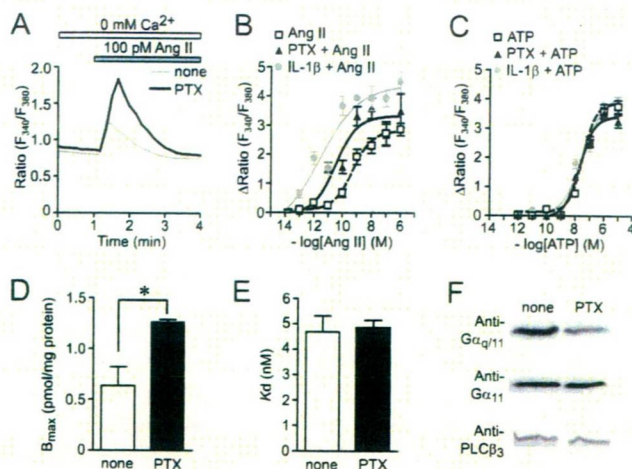 A
0 mM Ca2+
100 pM Ang II
none
PTX
Ratio (F340/F380)
2.0
1.5
1.0
0.5
0
0 2 4
Time (min)
B
Ang II
PTX + Ang II
IL-1β + Ang II
ΔRatio (F340/F380)
5
4
3
2
1
0
14 12 10 8 6
- log[Ang II] (M)
C
ATP
PTX + ATP
IL-1β + ATP
ΔRatio (F340/F380)
5
4
3
2
1
0
12 10 8 6 4
- log[ATP] (M)
D
*
Bmax (pmol/mg protein)
1.5
1.0
0.5
0
none PTX
E
Kd (nM)
6
5
4
3
2
1
0
none PTX
F
none PTX
Anti-
Gαq/11
Anti-
Gα11
Anti-
PLCβ3